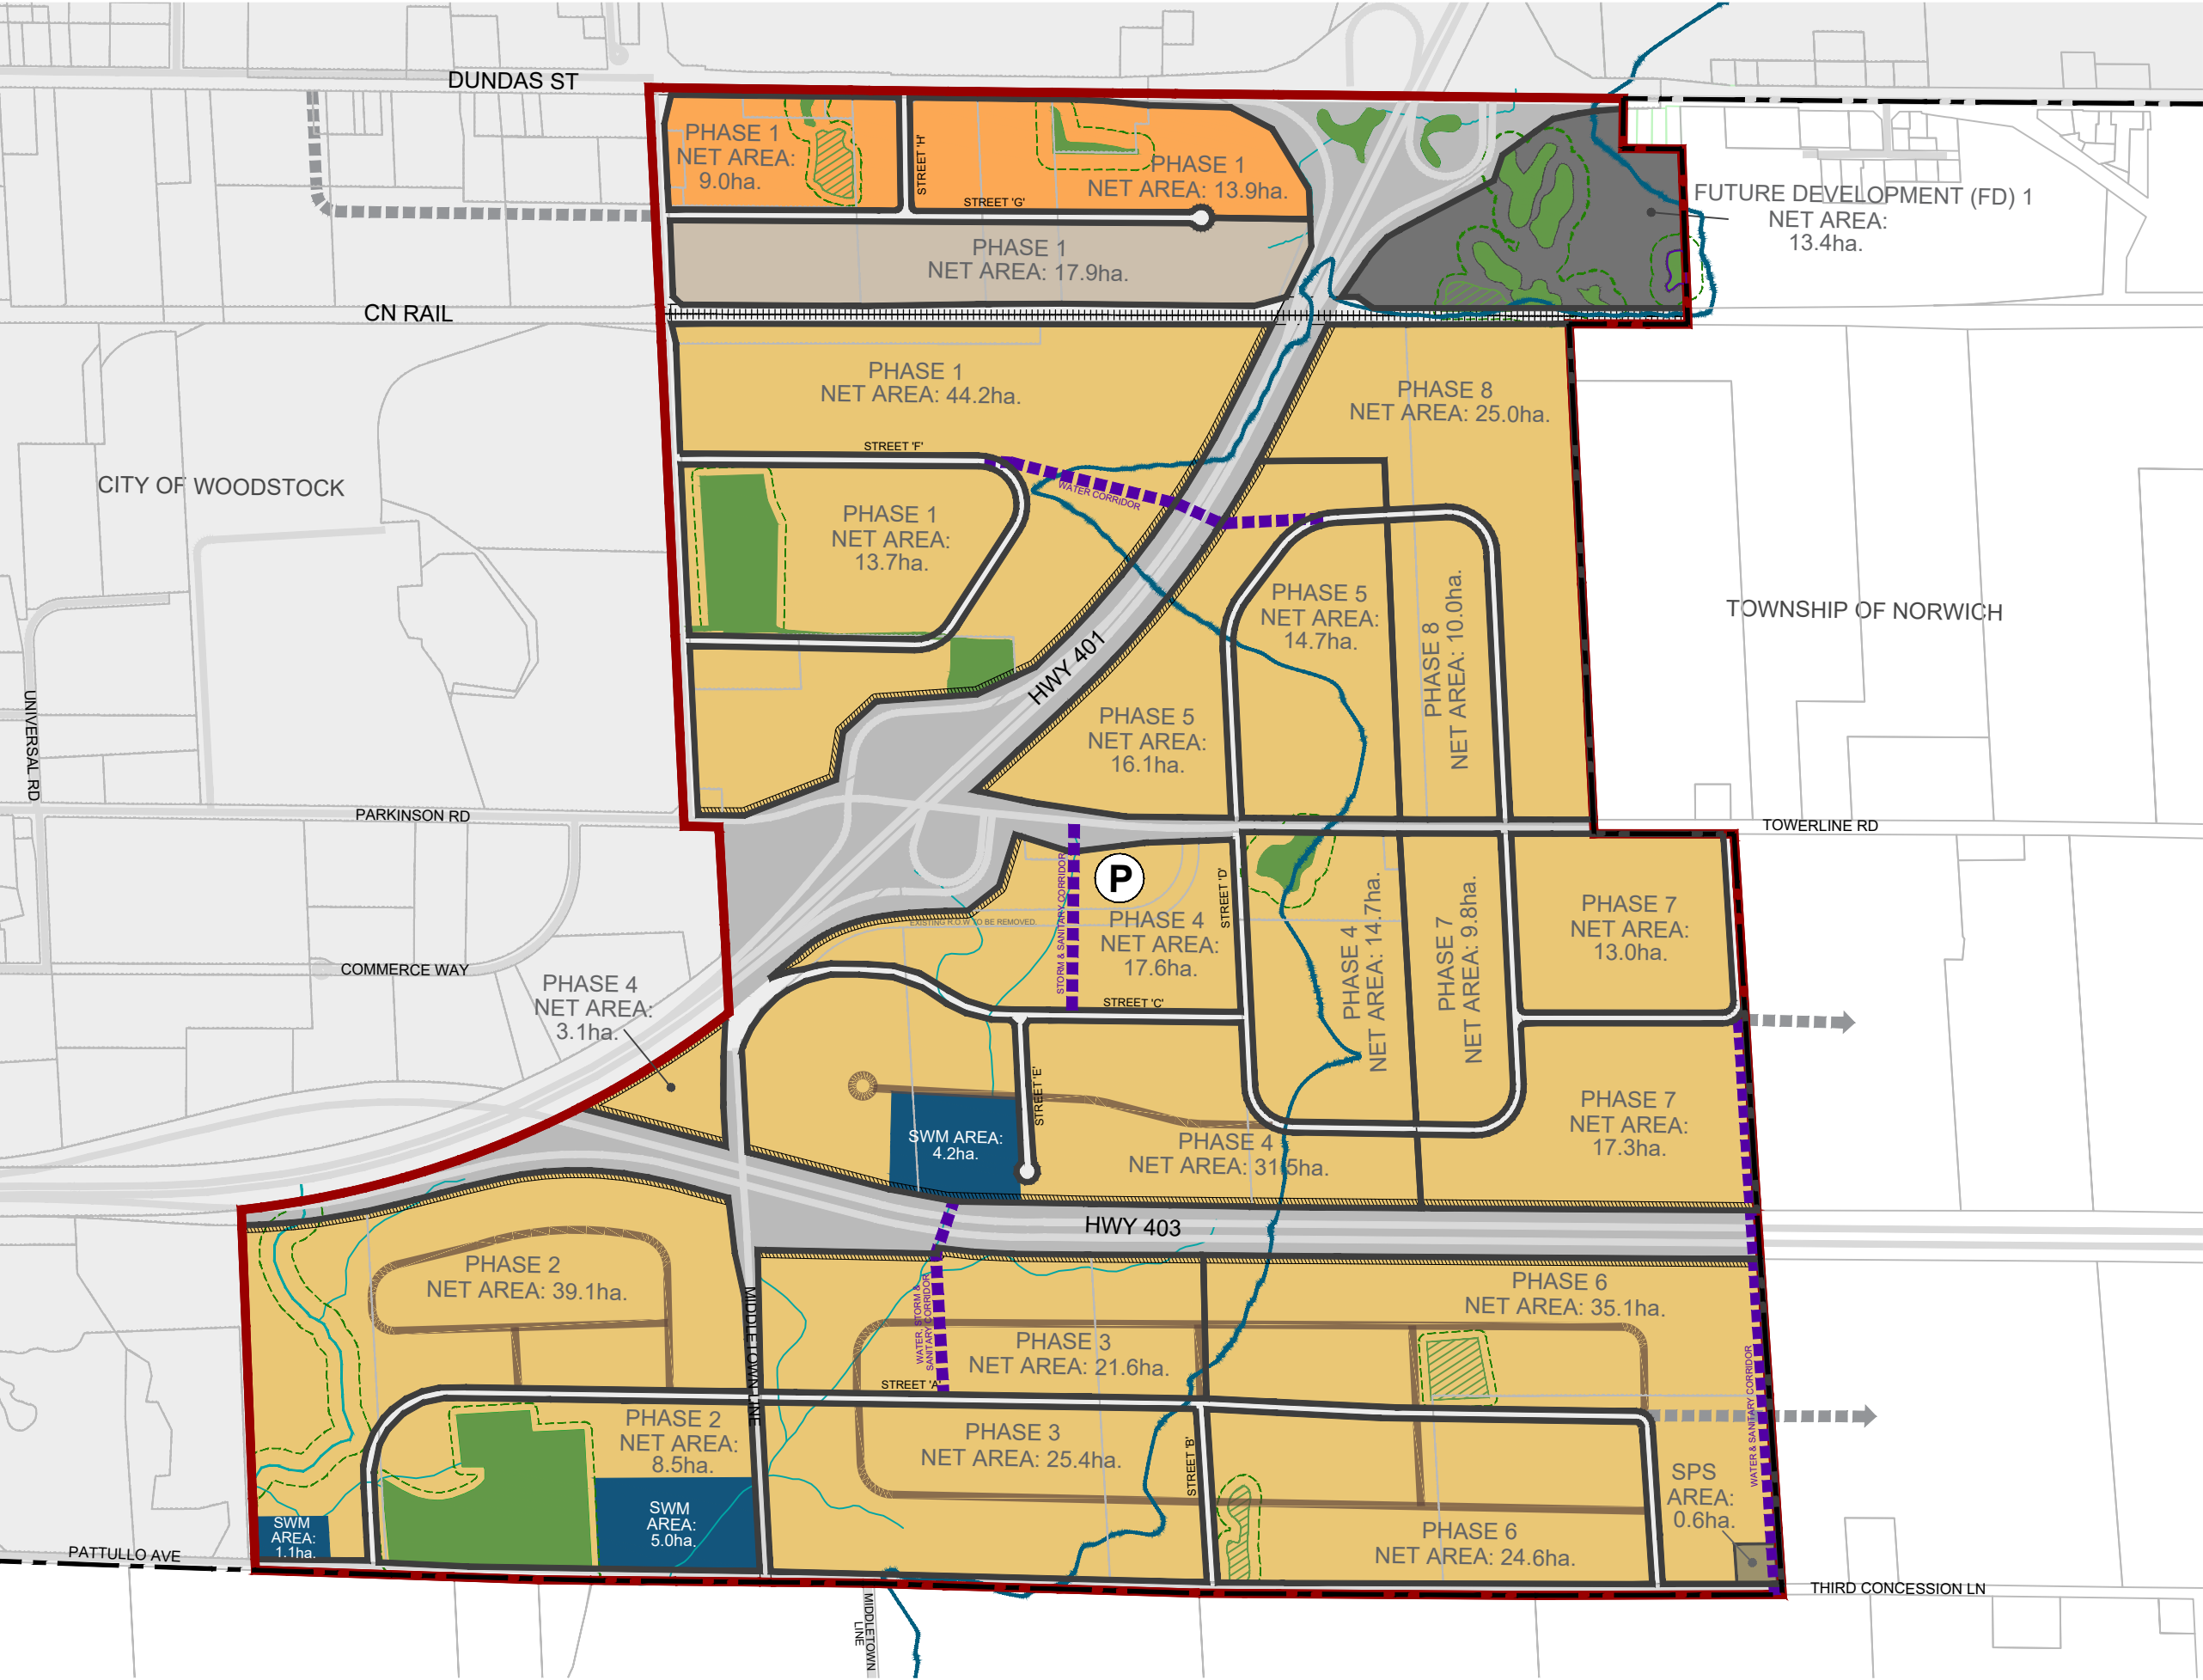 DUNDAS ST
PHASE 1
NET AREA:
9.0ha.
STREET 'H'
PHASE 1
NET AREA: 13.9ha.
STREET 'G'
FUTURE DEVELOPMENT (FD) 1
NET AREA:
13.4ha.
PHASE 1
NET AREA: 17.9ha.
CN RAIL
PHASE 1
NET AREA: 44.2ha.
PHASE 8
NET AREA: 25.0ha.
STREET 'F'
CITY OF WOODSTOCK
WATER CORRIDOR
PHASE 1
NET AREA:
13.7ha.
PHASE 5
NET AREA:
14.7ha.
PHASE 8
NET AREA: 10.0ha.
TOWNSHIP OF NORWICH
HWY 401
UNIVERSAL RD
PHASE 5
NET AREA:
16.1ha.
PARKINSON RD
TOWERLINE RD
P
STORM & SANITARY CORRIDOR
EXISTING R.O.W TO BE REMOVED.
PHASE 4
NET AREA:
17.6ha.
STREET 'D'
PHASE 4
NET AREA: 14.7ha.
PHASE 7
NET AREA: 9.8ha.
PHASE 7
NET AREA:
13.0ha.
COMMERCE WAY
PHASE 4
NET AREA:
3.1ha.
STREET 'C'
STREET 'E'
SWM AREA:
4.2ha.
PHASE 4
NET AREA: 31.5ha.
PHASE 7
NET AREA:
17.3ha.
HWY 403
PHASE 2
NET AREA: 39.1ha.
MIDDLETOWN LINE
WATER, STORM &
SANITARY CORRIDOR
PHASE 3
NET AREA: 21.6ha.
PHASE 6
NET AREA: 35.1ha.
STREET 'A'
WATER & SANITARY CORRIDOR
PHASE 2
NET AREA:
8.5ha.
PHASE 3
NET AREA: 25.4ha.
STREET 'B'
SPS
AREA:
0.6ha.
SWM
AREA:
1.1ha.
SWM
AREA:
5.0ha.
PHASE 6
NET AREA: 24.6ha.
PATTULLO AVE
THIRD CONCESSION LN
MIDDLETOWN
LINE